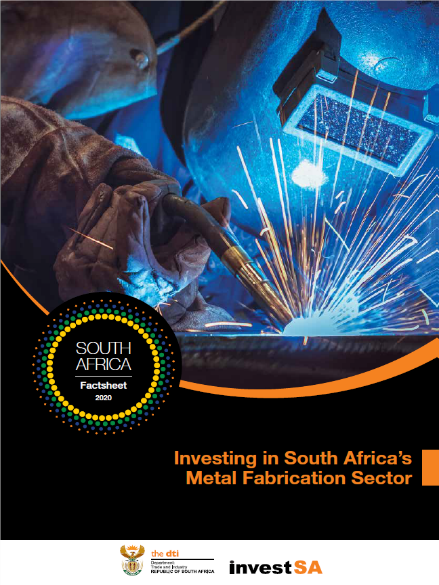 SOUTH
AFRICA
Factsheet
2020
Investing in South Africa's
Metal Fabrication Sector
the dti
Department:
Trade and Industry
REPUBLIC OF SOUTH AFRICA
investSA